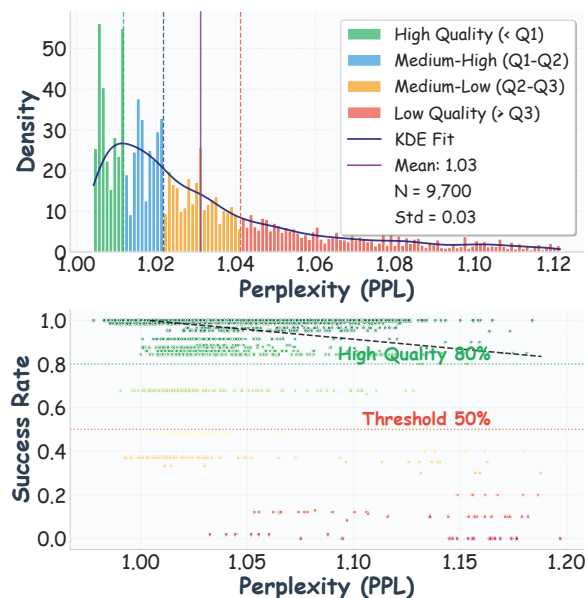 High Quality (< Q1)
Medium-High (Q1-Q2)
Medium-Low (Q2-Q3)
Low Quality (> Q3)
KDE Fit
Mean: 1.03
N = 9,700
Std = 0.03
Density
50
40
30
20
10
0
1.00 1.02 1.04 1.06 1.08 1.10 1.12
Perplexity (PPL)
Success Rate
1.0
0.8
0.6
0.4
0.2
0.0
High Quality 80%
Threshold 50%
1.00 1.05 1.10 1.15 1.20
Perplexity (PPL)